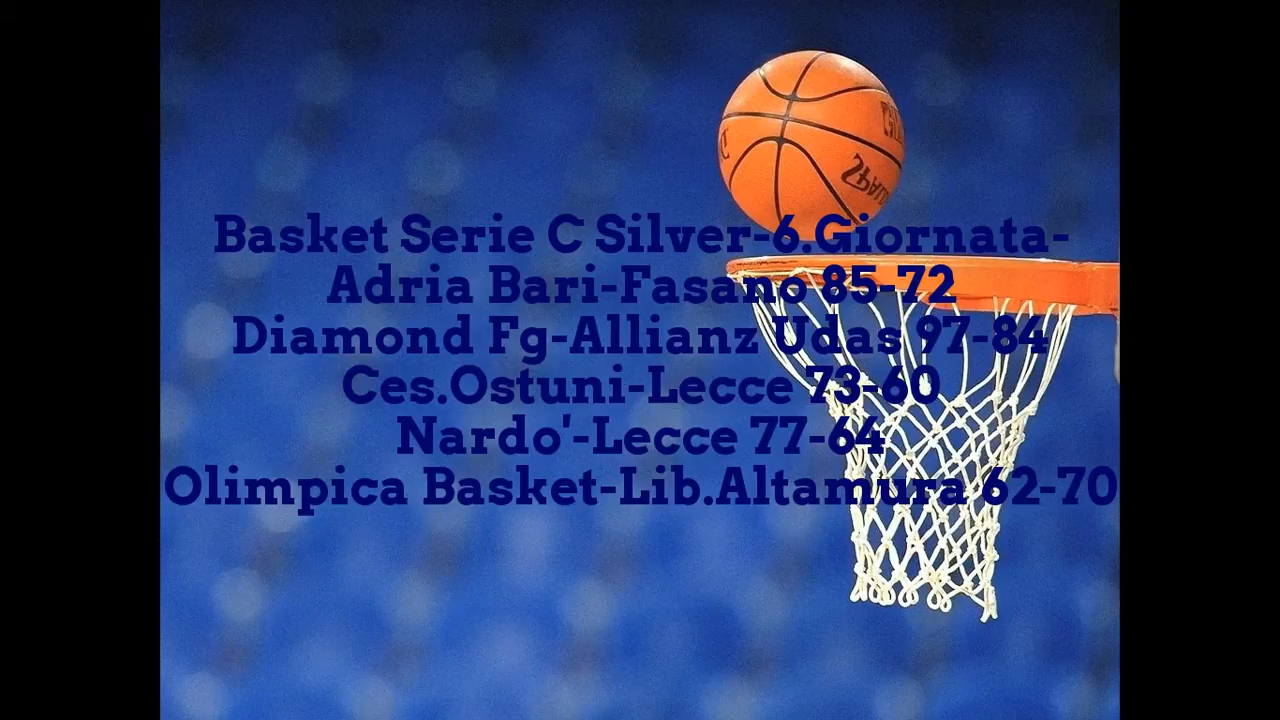 Basket Serie C Silver-6.Giornata-
Adria Bari-Fasano 85-72
Diamond Fg-Allianz Udas 97-84
Ces.Ostuni-Lecce 73-60
Nardo'-Lecce 77-64
Olimpica Basket-Lib.Altamura 62-70